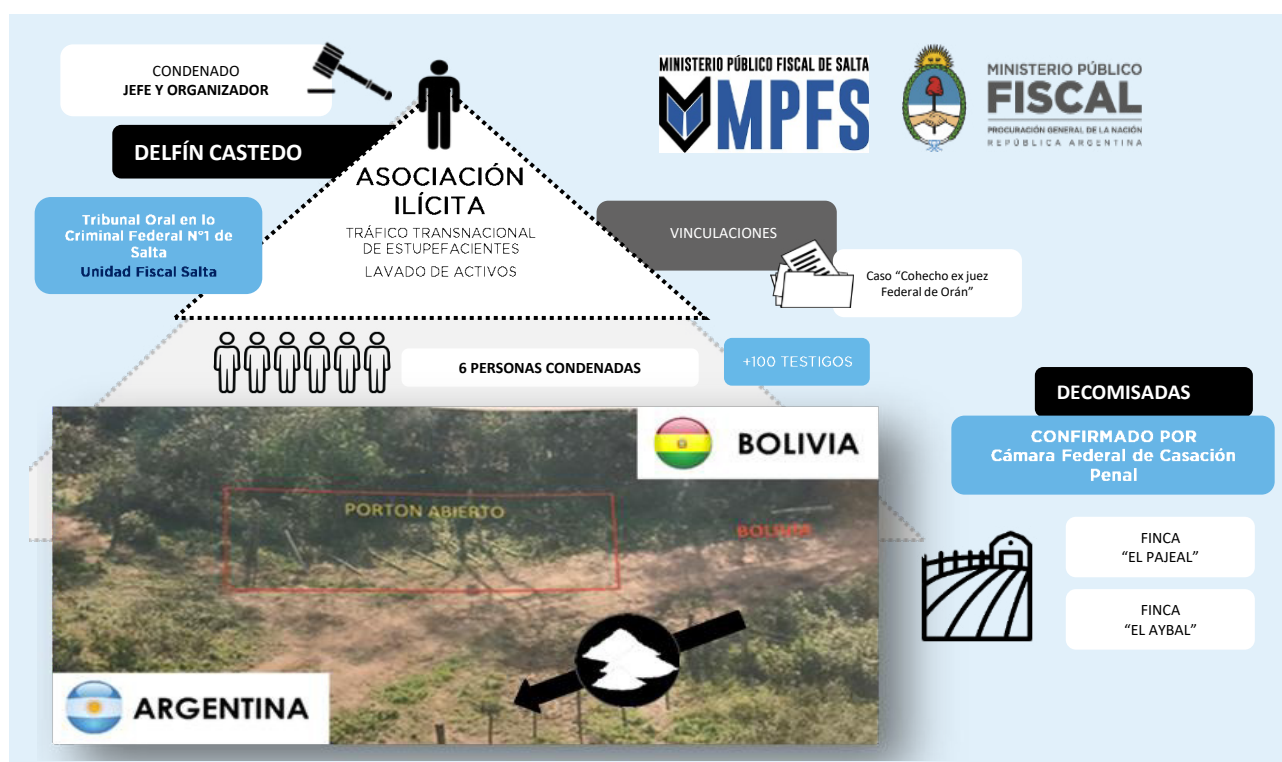 CONDENADO
JEFE Y ORGANIZADOR
DELFÍN CASTEDO
Tribunal Oral en lo
Criminal Federal N°1 de
Salta
Unidad Fiscal Salta
ASOCIACIÓN
ILÍCITA
TRÁFICO TRANSNACIONAL
DE ESTUPEFACIENTES
LAVADO DE ACTIVOS
MINISTERIO PÚBLICO FISCAL DE SALTA
MPFS
MINISTERIO PÚBLICO
FISCAL
PROCURACIÓN GENERAL DE LA NACIÓN
REPÚBLICA ARGENTINA
VINCULACIONES
Caso “Cohecho ex juez
Federal de Orán”
6 PERSONAS CONDENADAS
+100 TESTIGOS
DECOMISADAS
CONFIRMADO POR
Cámara Federal de Casación
Penal
FINCA
“EL PAJEAL”
FINCA
“EL AYBAL”
BOLIVIA
PORTON ABIERTO
BOLIVIA
ARGENTINA